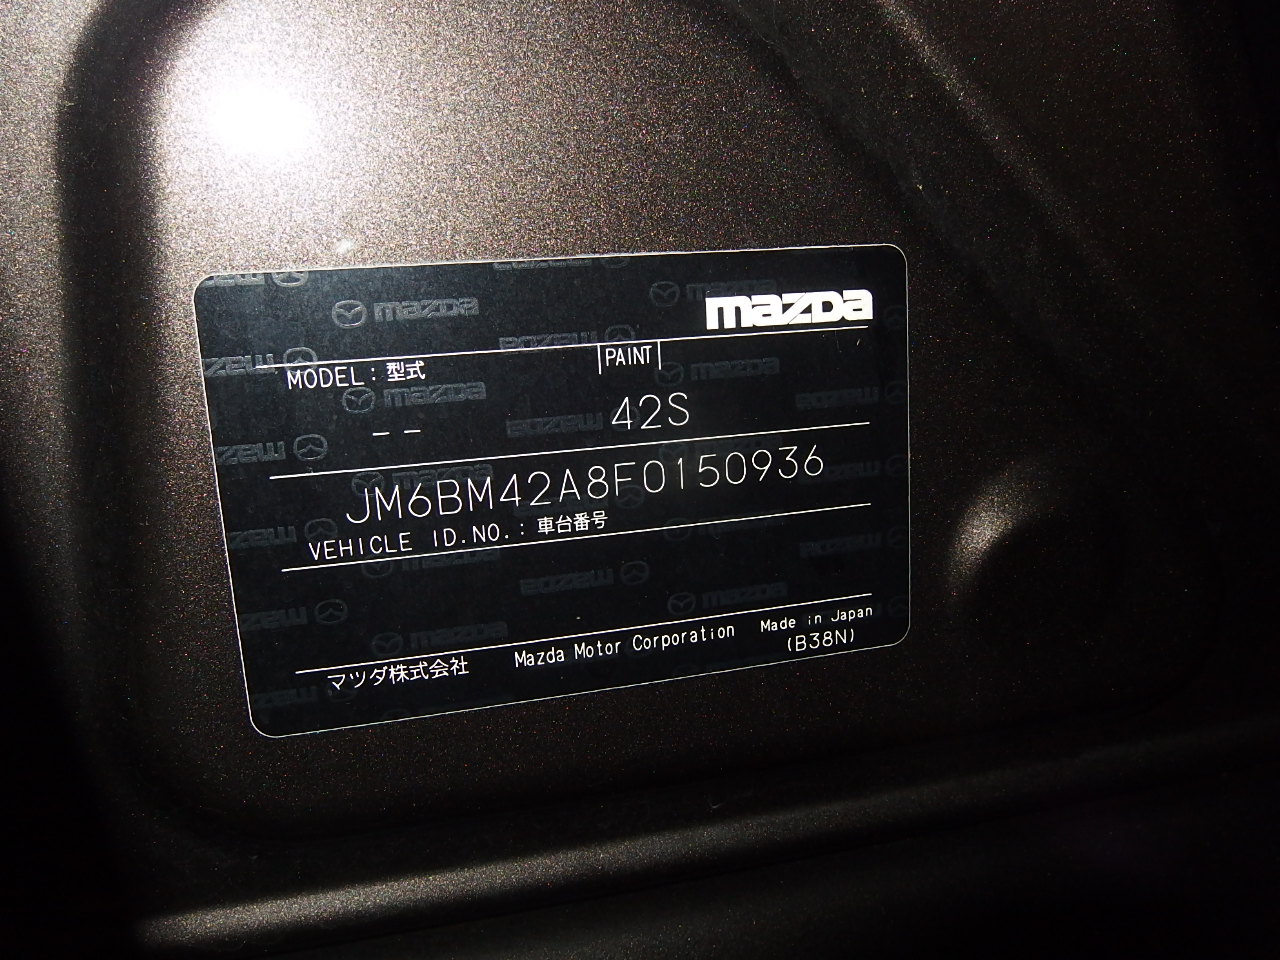 mazda
MODEL : 型式
PAINT
-- 
42S
JM6BM42A8F0150936
VEHICLE ID.NO. : 車台番号
マツダ株式会社 Mazda Motor Corporation Made in Japan
(B38N)